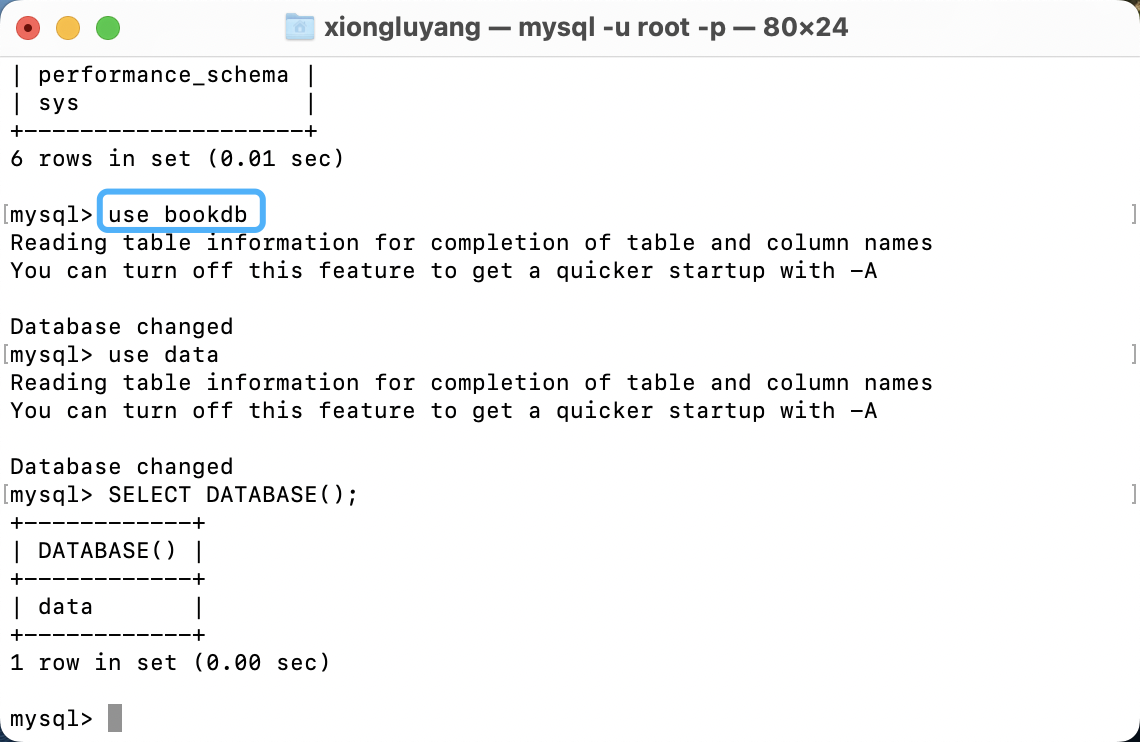 xiongluyang — mysql -u root -p — 80×24
| performance_schema |
| sys                |
+--------------------+
6 rows in set (0.01 sec)
[mysql> use bookdb ]
Reading table information for completion of table and column names
You can turn off this feature to get a quicker startup with -A
Database changed
[mysql> use data ]
Reading table information for completion of table and column names
You can turn off this feature to get a quicker startup with -A
Database changed
[mysql> SELECT DATABASE(); ]
+------------+
| DATABASE() |
+------------+
| data       |
+------------+
1 row in set (0.00 sec)
mysql>